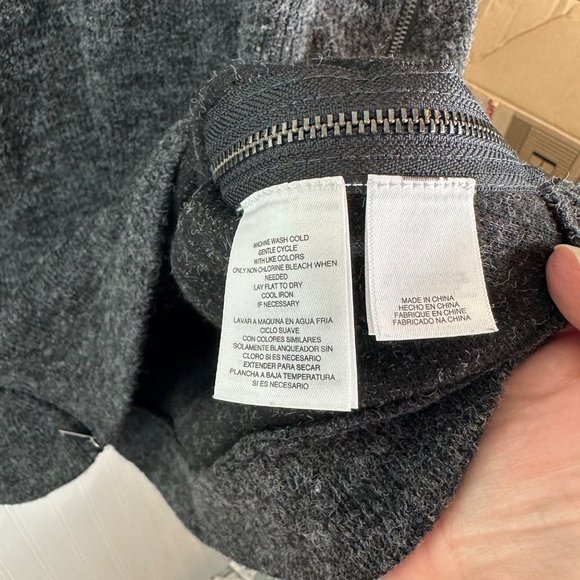 MACHINE WASH COLD
GENTLE CYCLE
WITH LIKE COLORS
ONLY NON-CHLORINE BLEACH WHEN
NEEDED
LAY FLAT TO DRY
COOL IRON
IF NECESSARY
LAVAR A MAQUINA EN AGUA FRIA
CICLO SUAVE
CON COLORES SIMILARES
SOLAMENTE BLANQUEADOR SIN
CLORO SI ES NECESARIO
EXTENDER PARA SECAR
PLANCHA A BAJA TEMPERATURA
SI ES NECESARIO
MADE IN CHINA
HECHO EN CHINA
FABRIQUE EN CHINE
FABRICADO NA CHINA